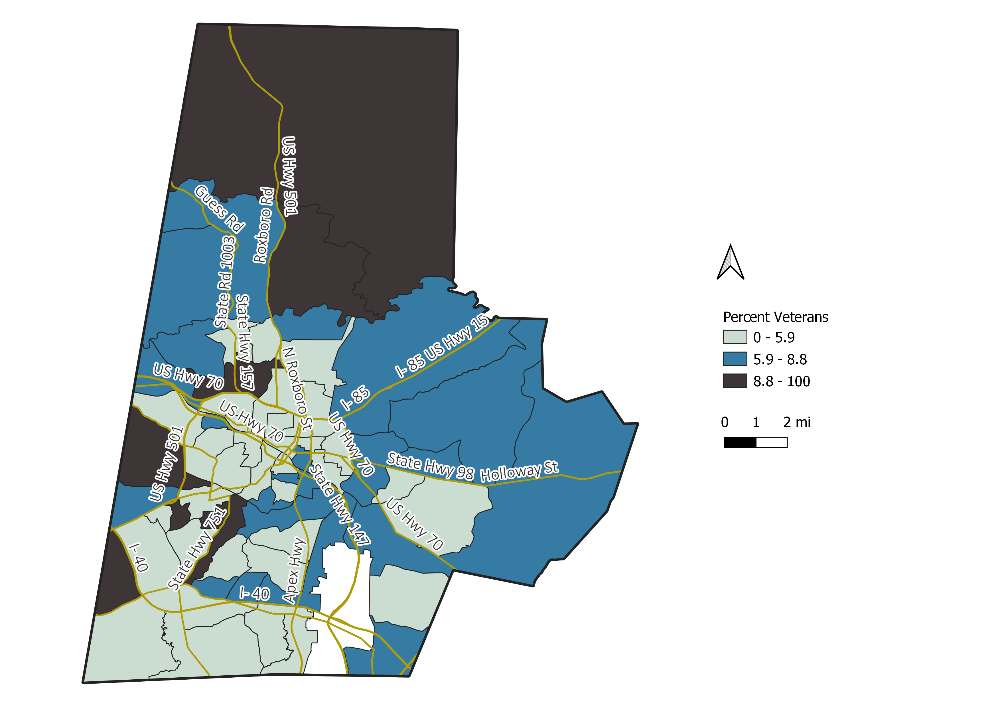 US Hwy 501
Guess Rd
Roxboro Rd
State Rd 1003
State Hwy 157
I- 85 US Hwy 15
N Roxboro St
US Hwy 70
I- 85
US Hwy 70
US Hwy 70
US Hwy 501
State Hwy 98
Holloway St
State Hwy 147
US Hwy 70
State Hwy 751
I- 40
Apex Hwy
I- 40
Percent Veterans
0 - 5.9
5.9 - 8.8
8.8 - 100
0 1 2 mi